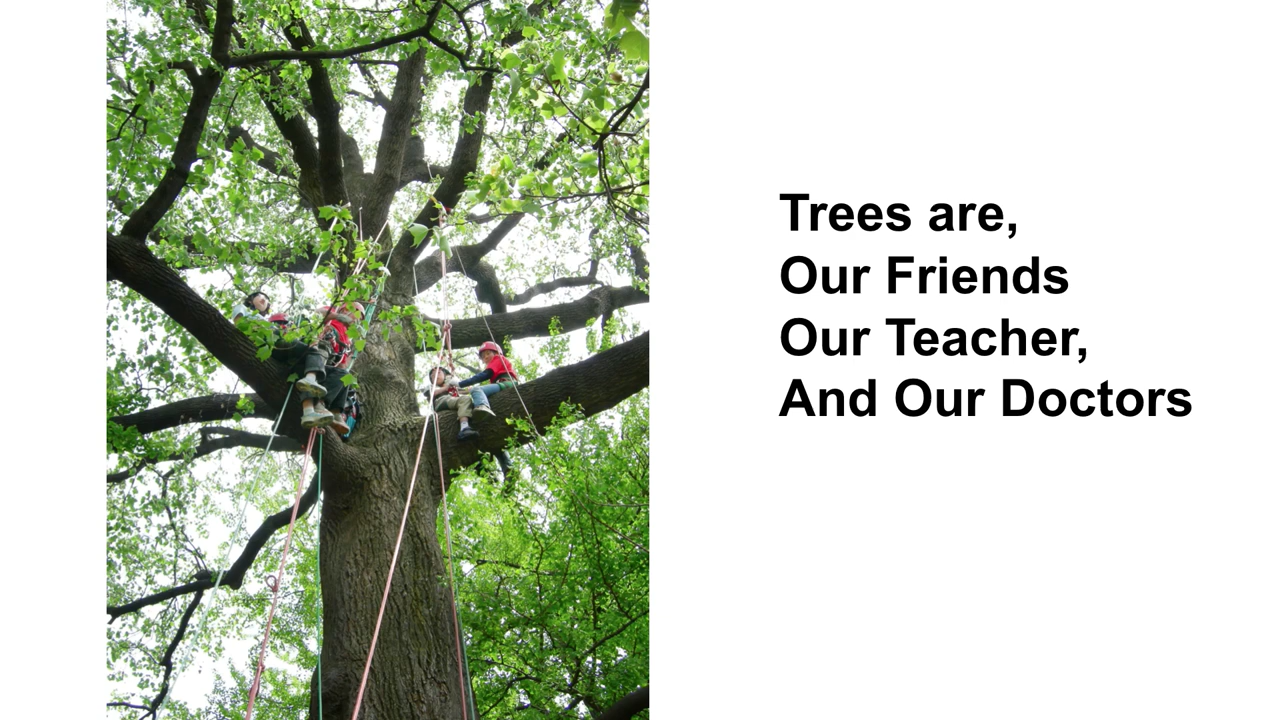 Trees are,
Our Friends
Our Teacher,
And Our Doctors